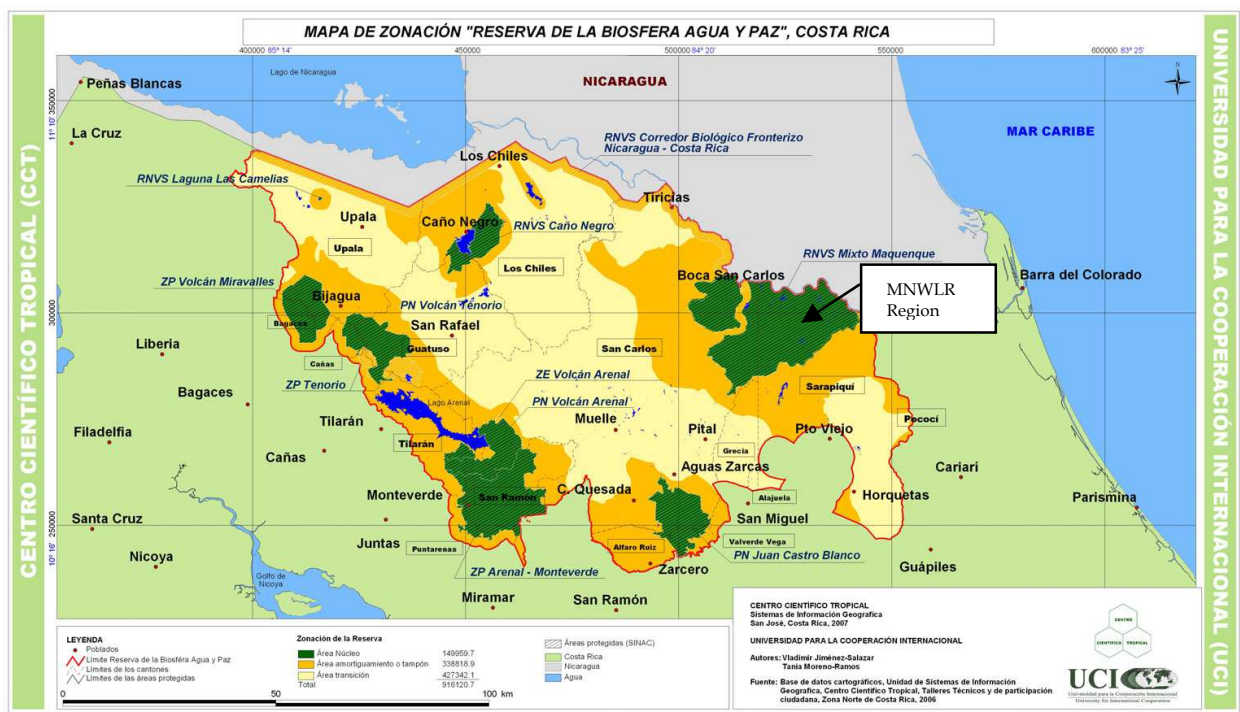 MAPA DE ZONACIÓN "RESERVA DE LA BIOSFERA AGUA Y PAZ", COSTA RICA
CENTRO CIENTÍFICO TROPICAL (CCT)
UNIVERSIDAD PARA LA COOPERACIÓN INTERNACIONAL (UCI)
400000 85° 14'
450000
500000 84° 20'
550000
600000 83° 25'
11° 10' 350000
300000
250000
10° 16'
N
Lago de Nicaragua
NICARAGUA
MAR CARIBE
Peñas Blancas
La Cruz
RNVS Corredor Biológico Fronterizo
Nicaragua - Costa Rica
Los Chiles
RNVS Laguna Las Camelias
Tiricias
Upala
Caño Negro
RNVS Caño Negro
Upala
Los Chiles
RNVS Mixto Maquenque
ZP Volcán Miravalles
Boca San Carlos
Barra del Colorado
MNWLR
Region
Bijagua
PN Volcán Tenorio
Bagaces
San Rafael
Liberia
Guatuso
San Carlos
Cañas
ZE Volcán Arenal
ZP Tenorio
Sarapiquí
Bagaces
Lago Arenal
PN Volcán Arenal
Tilarán
Muelle
Pococí
Filadelfia
Tilarán
Pital
Pto Viejo
Cañas
Grecia
Aguas Zarcas
Cariari
Monteverde
San Ramón
C. Quesada
Alajuela
Horquetas
Parismina
Santa Cruz
San Miguel
Juntas
Puntarenas
Alfaro Ruiz
Valverde Vega
Nicoya
PN Juan Castro Blanco
ZP Arenal - Monteverde
Zarcero
Guápiles
Golfo de
Nicoya
Miramar
San Ramón
LEYENDA
Poblados
Límite Reserva de la Biosfera Agua y Paz
Límites de los cantones
Límites de las áreas protegidas
0 50 100 km
Zonación de la Reserva
Área Núcleo 149959.7
Área amortiguamiento o tampón 338818.9
Área transición 427342.1
Total 916120.7
Áreas protegidas (SINAC)
Costa Rica
Nicaragua
Agua
CENTRO CIENTÍFICO TROPICAL
Sistemas de Información Geografica
San José, Costa Rica, 2007
UNIVERSIDAD PARA LA COOPERACIÓN INTERNACIONAL
Autores: Vladimir Jiménez-Salazar
Tania Moreno-Ramos
Fuente: Base de datos cartográficos, Unidad de Sistemas de Información
Geografica, Centro Científico Tropical, Talleres Técnicos y de participación
ciudadana, Zona Norte de Costa Rica, 2006
CENTRO
CIENTÍFICO TROPICAL
UCI
Universidad para la Cooperación Internacional
University for International Cooperation